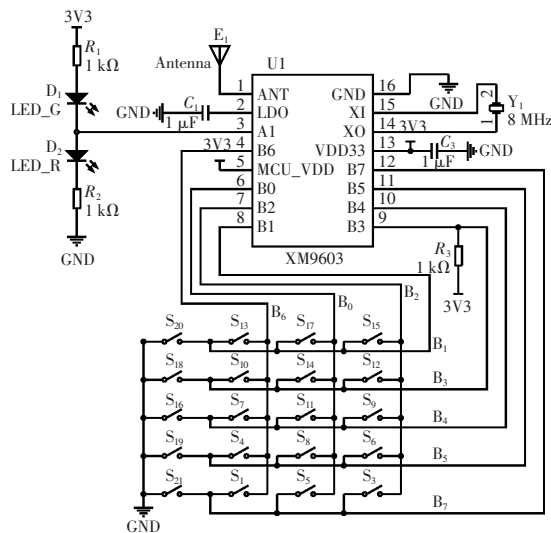 3V3
R1
1 kΩ
D1
LED_G
D2
LED_R
R2
1 kΩ
GND
E1
Antenna
U1
GND
C1
1 μF
1 ANT
2 LDO
3 A1
4 B6
3V3
5 MCU_VDD
6 B0
7 B2
8 B1
GND 16
XI 15
XO 14
VDD33 13
B7 12
B5 11
B4 10
B3 9
XM9603
GND
2
1
Y1
8 MHz
3V3
C3
1 μF
GND
R3
1 kΩ
3V3
B6
B0
B2
S20 S13 S17 S15
B1
S18 S10 S14 S12
B3
S16 S7 S11 S9
B4
S19 S4 S8 S6
B5
S21 S1 S5 S3
B7
GND